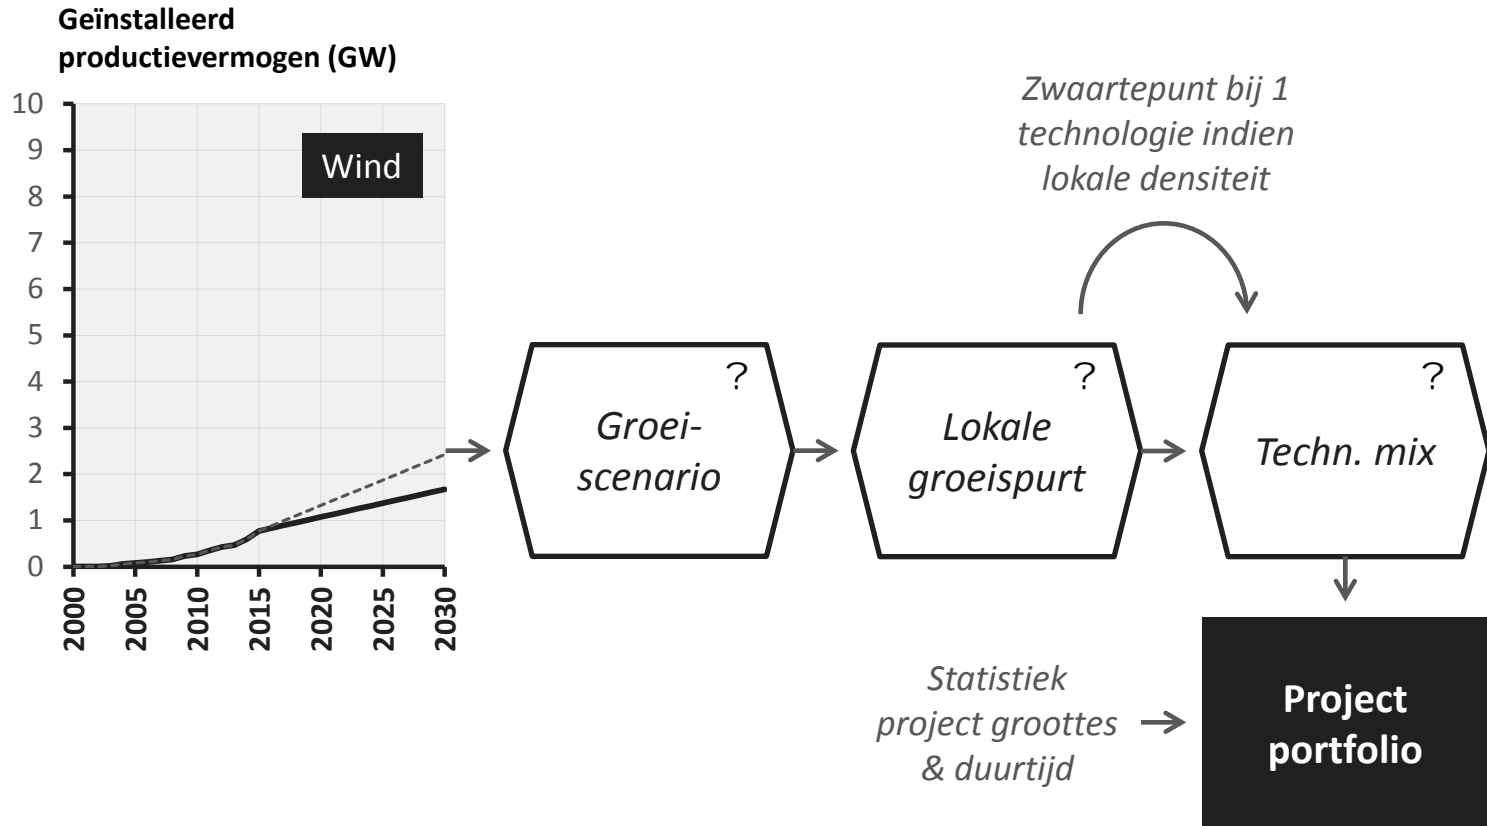 Geïnstalleerd
productievermogen (GW)
10
9
8
7
6
5
4
3
2
1
0
Wind
2000
2005
2010
2015
2020
2025
2030
Zwaartepunt bij 1
technologie indien
lokale densiteit
?
Groei-
scenario
?
Lokale
groeispurt
?
Techn. mix
Statistiek
project groottes
& duurtijd
Project
portfolio